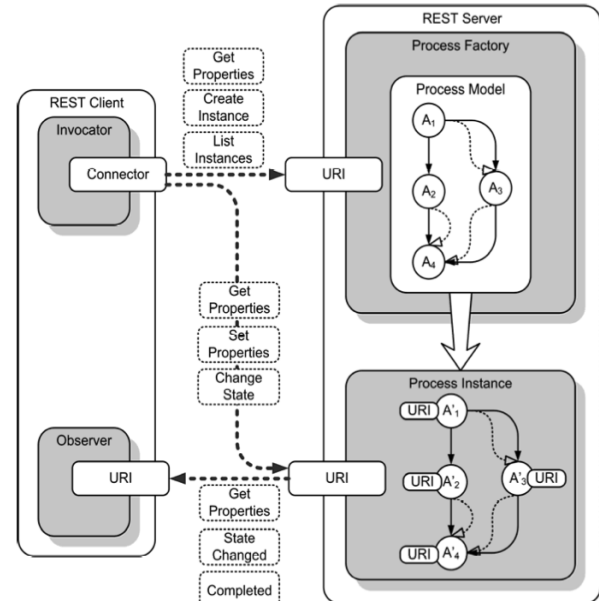 REST Server
Process Factory
Process Model
A1
A2
A3
A4
REST Client
Invocator
Connector
Get
Properties
Create
Instance
List
Instances
URI
Get
Properties
Set
Properties
Change
State
Process Instance
URI
A'1
URI
A'2
A'3
URI
URI
A'4
Observer
URI
URI
Get
Properties
State
Changed
Completed